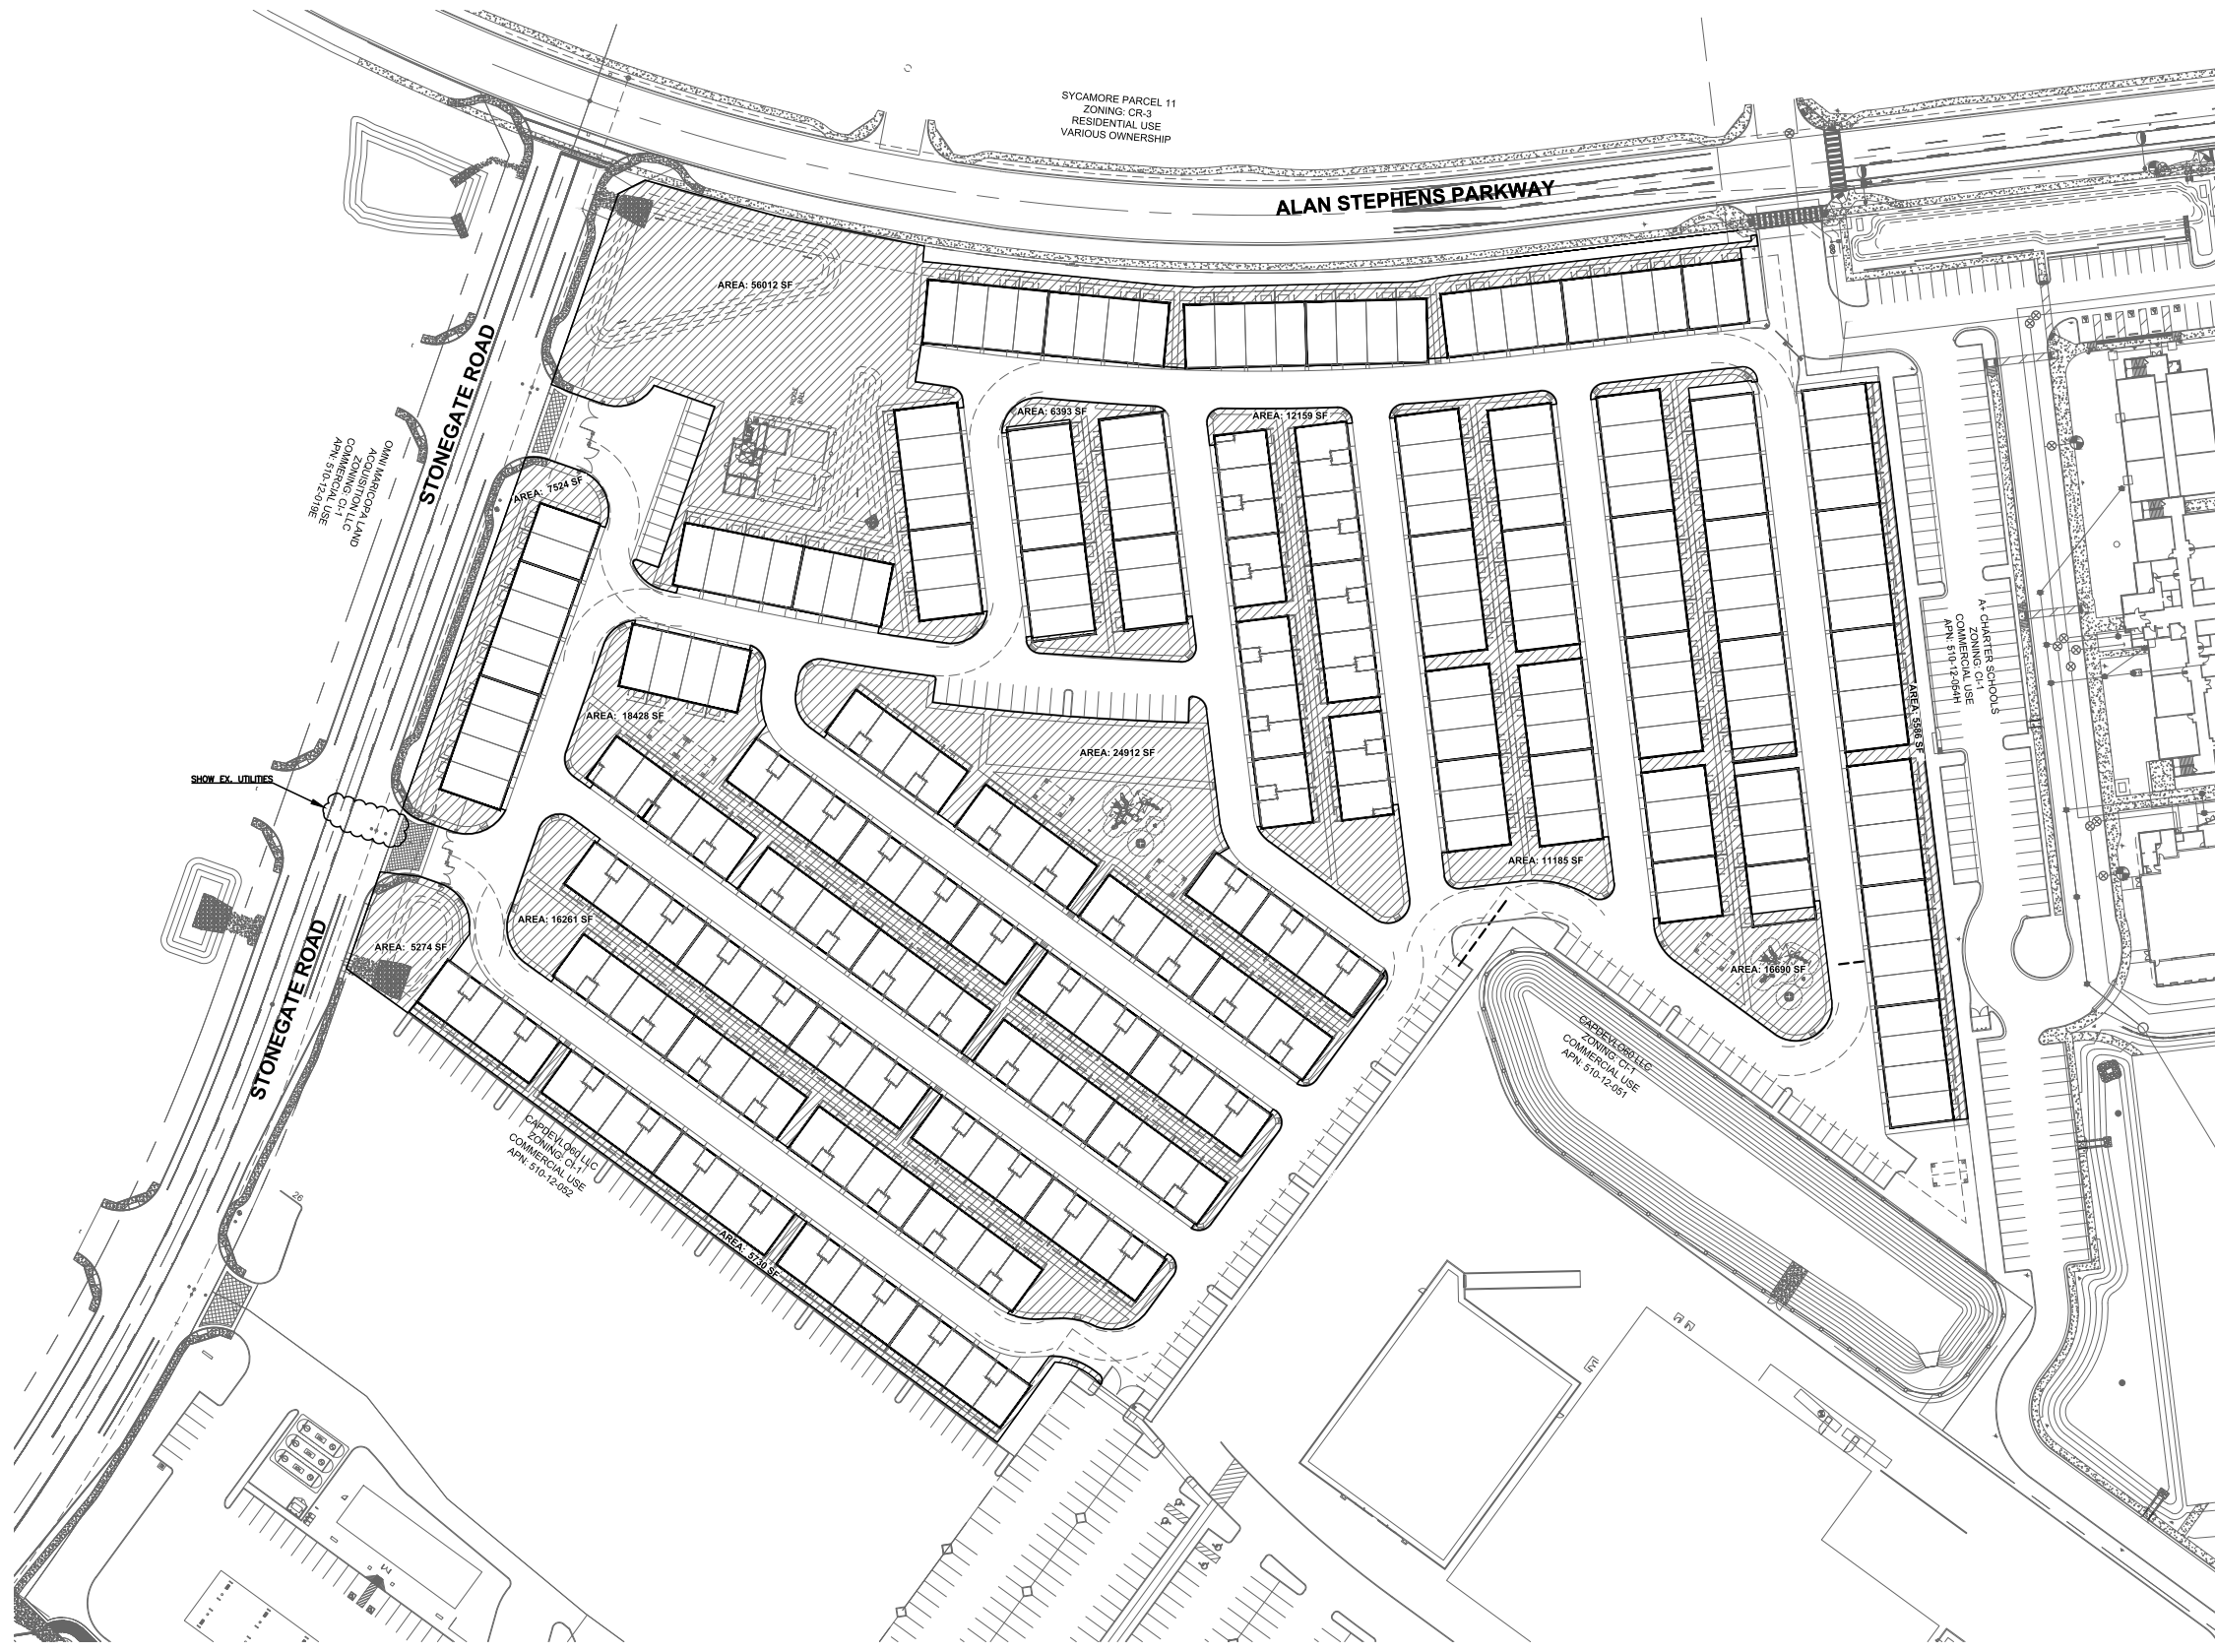 SYCAMORE PARCEL 11
ZONING: CR-3
RESIDENTIAL USE
VARIOUS OWNERSHIP
ALAN STEPHENS PARKWAY
AREA: 56012 SF
STONEGATE ROAD
OMNI MARICOPA LAND
ACQUISITION LLC
ZONING: CI-1
COMMERCIAL USE
APN: 510-12-019E
POOL
AREA: 6393 SF
AREA: 12159 SF
AREA: 7524 SF
A+ CHARTER SCHOOLS
ZONING: CI-1
COMMERCIAL USE
APN: 510-12-054H
AREA: 5586 SF
AREA: 18428 SF
AREA: 24912 SF
SHOW EX. UTILITIES
AREA: 11185 SF
AREA: 16261 SF
AREA: 5274 SF
AREA: 16690 SF
STONEGATE ROAD
CAPDEVLO60 LLC
ZONING: CI-1
COMMERCIAL USE
APN: 510-12-051
CAPDEVLO60 LLC
ZONING: CI-1
COMMERCIAL USE
APN: 510-12-052
26
AREA: 5730 SF